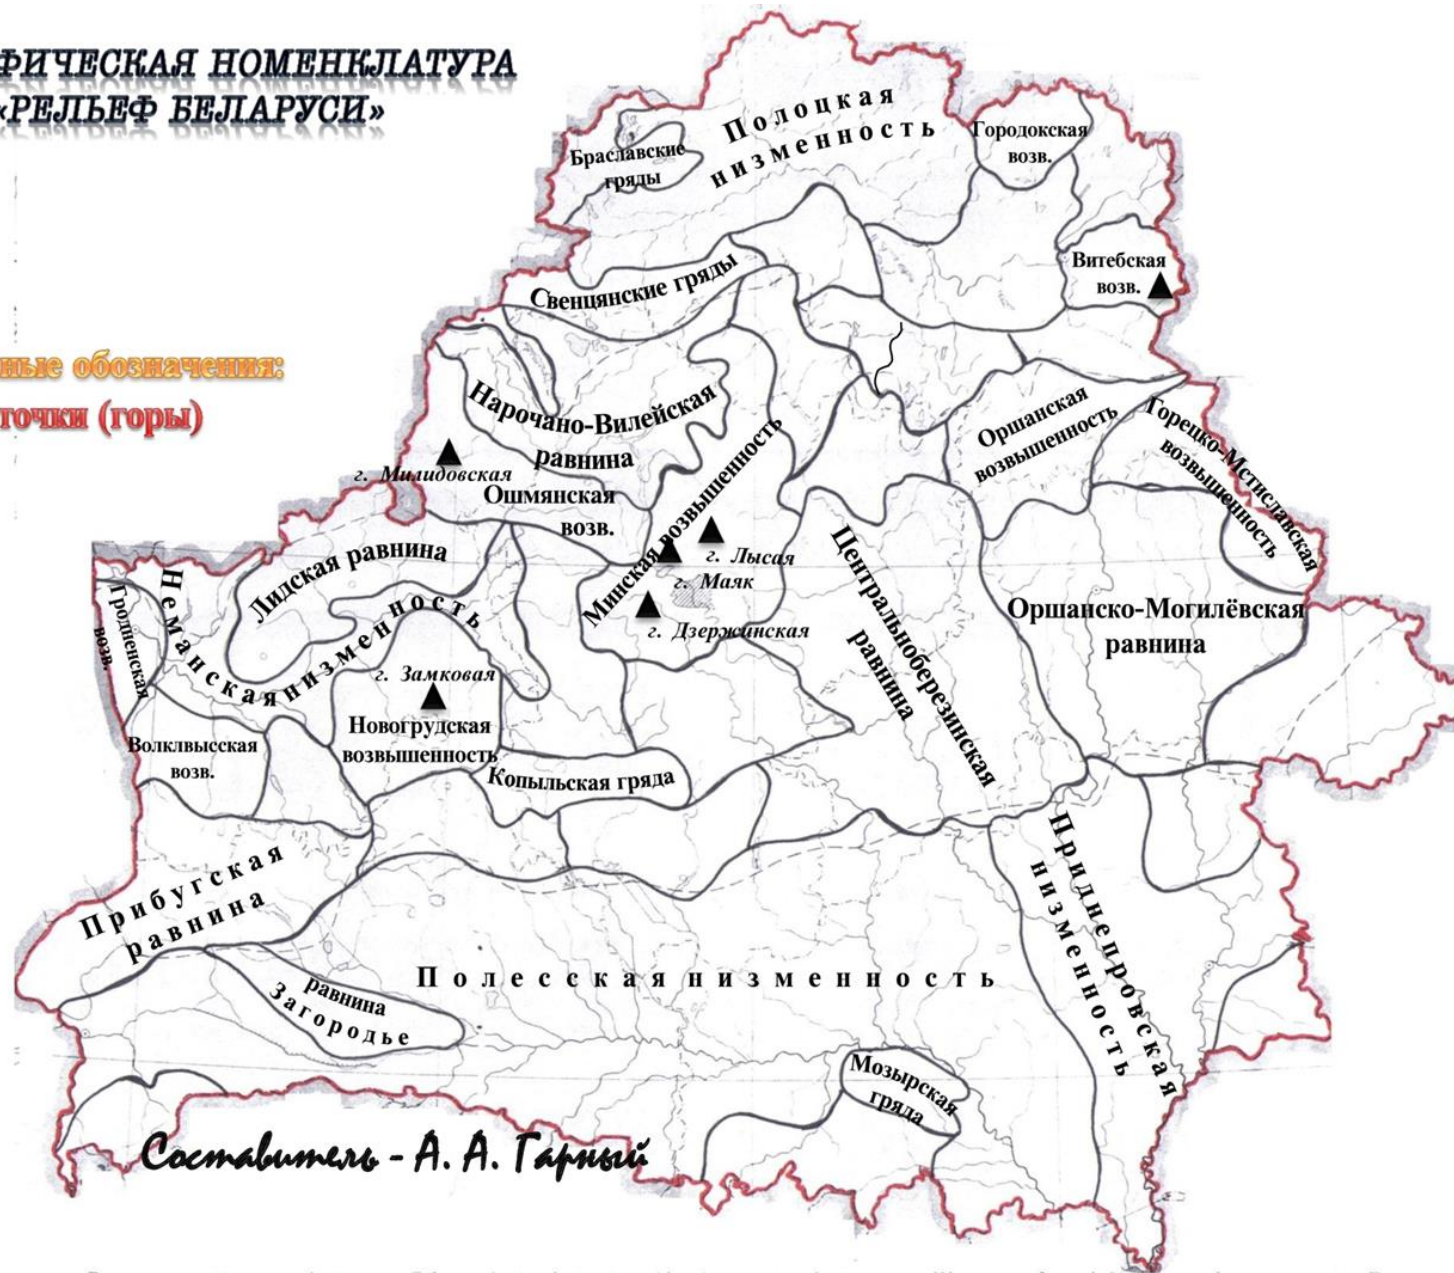 ФИЧЕСКАЯ НОМЕНКЛАТУРА
«РЕЛЬЕФ БЕЛАРУСИ»
ные обозначения:
точки (горы)
Полоцкая
низменность
Городокская
возв.
Браславские
гряды
Витебская
возв.
Свенцянские гряды
Нарочано-Вилейская
равнина
Оршанская
возвышенность
Горецко-Мстиславская
возвышенность
г. Милидовская
Ошмянская
возв.
Минская возвышенность
г. Лысая
г. Маяк
г. Дзержинская
Лидская равнина
Неманская низменность
Гродненская
возв.
Центральноберезинская
равнина
Оршанско-Могилёвская
равнина
г. Замковая
Новогрудская
возвышенность
Волклвысская
возв.
Копыльская гряда
Прибугская
равнина
Приднепровская
низменность
Полесская низменность
равнина
Загородье
Мозырская
гряда
Составитель - А. А. Гарный